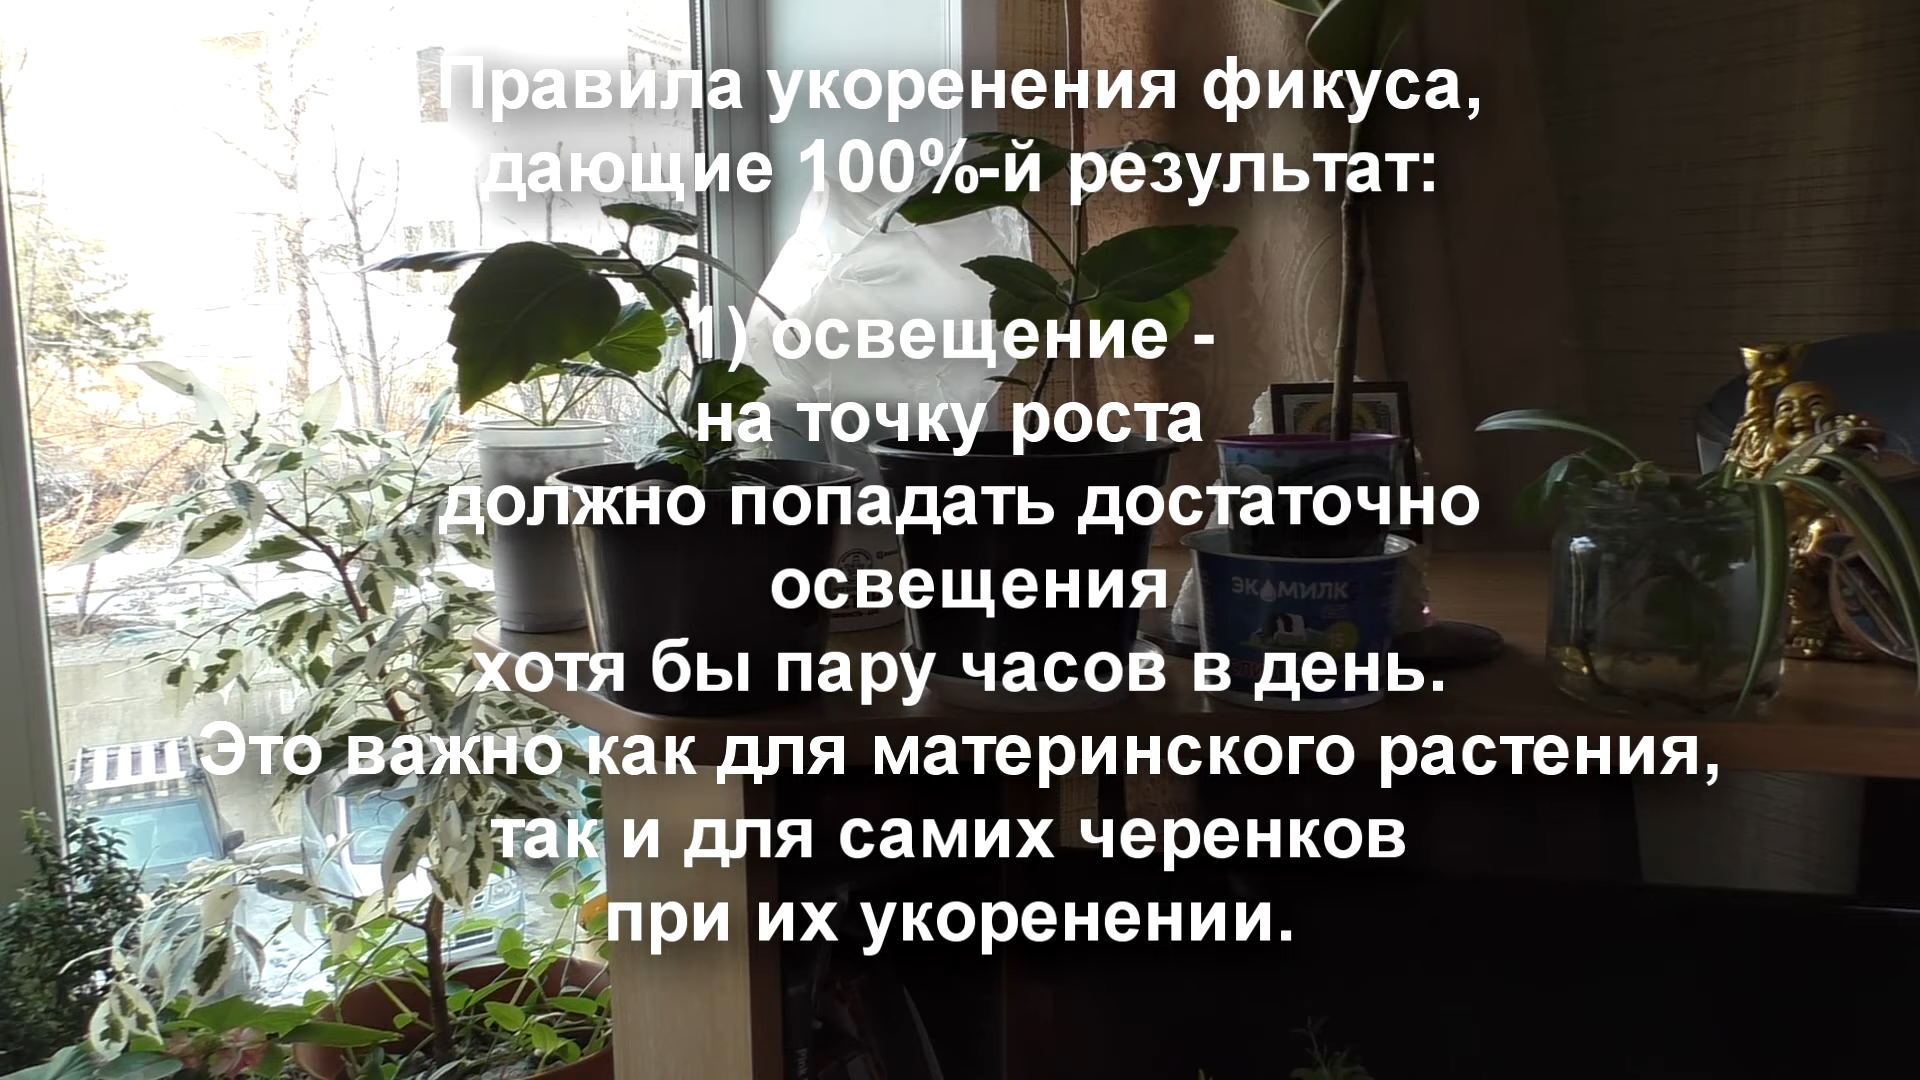 Правила укоренения фикуса,
дающие 100%-й результат:
1) освещение -
на точку роста
должно попадать достаточно
освещения
хотя бы пару часов в день.
Это важно как для материнского растения,
так и для самих черенков
при их укоренении.
ЭКОМИЛК